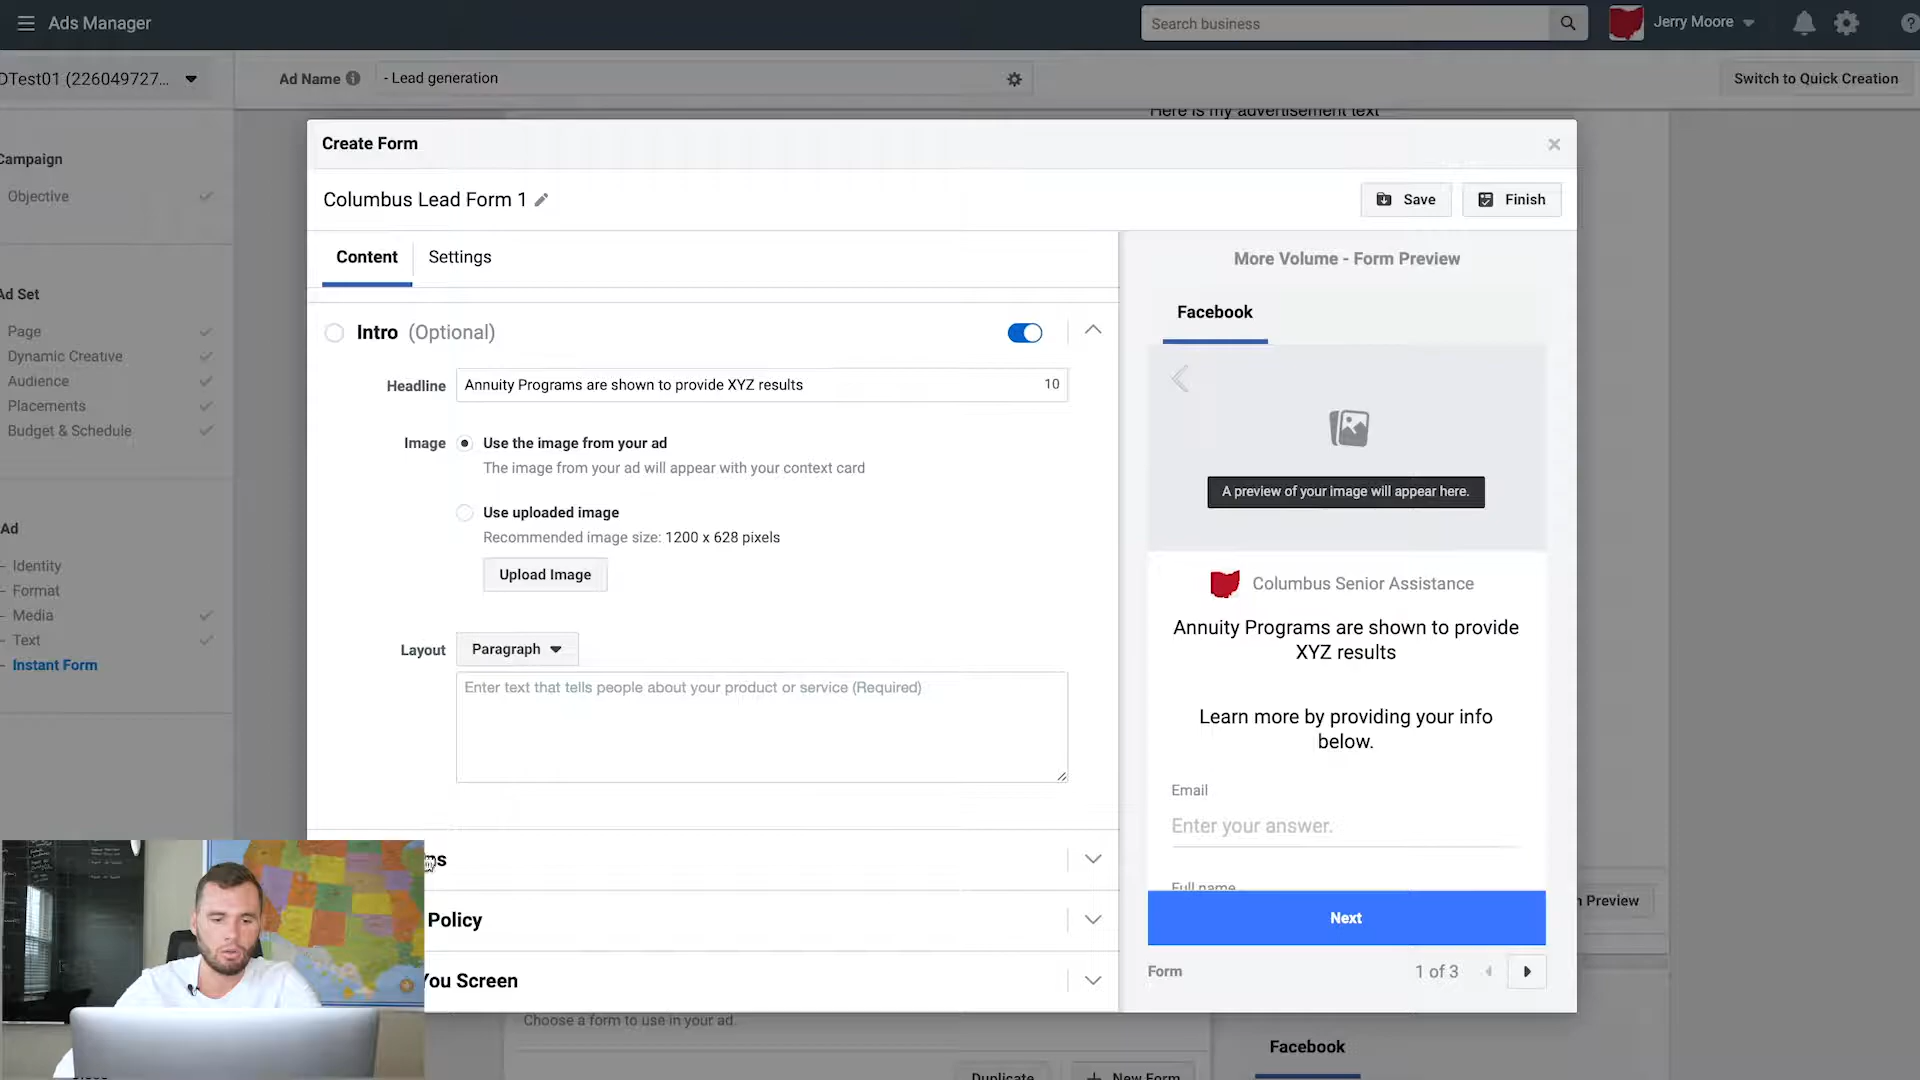 Ads Manager
Search business
Jerry Moore
DTest01 (226049727...
Ad Name
- Lead generation
Switch to Quick Creation
Here is my advertisement text
Campaign
Objective
Ad Set
Page
Dynamic Creative
Audience
Placements
Budget & Schedule
Ad
Identity
Format
Media
Text
Instant Form
Create Form
Columbus Lead Form 1
Save
Finish
Content
Settings
Intro (Optional)
Headline
Annuity Programs are shown to provide XYZ results
10
Image
Use the image from your ad
The image from your ad will appear with your context card
Use uploaded image
Recommended image size: 1200 x 628 pixels
Upload Image
Layout
Paragraph
Enter text that tells people about your product or service (Required)
Policy
You Screen
More Volume - Form Preview
Facebook
A preview of your image will appear here.
Columbus Senior Assistance
Annuity Programs are shown to provide
XYZ results
Learn more by providing your info
below.
Email
Enter your answer.
Full name
Next
Form
1 of 3
Preview
Choose a form to use in your ad.
Duplicate
+ New Form
Facebook